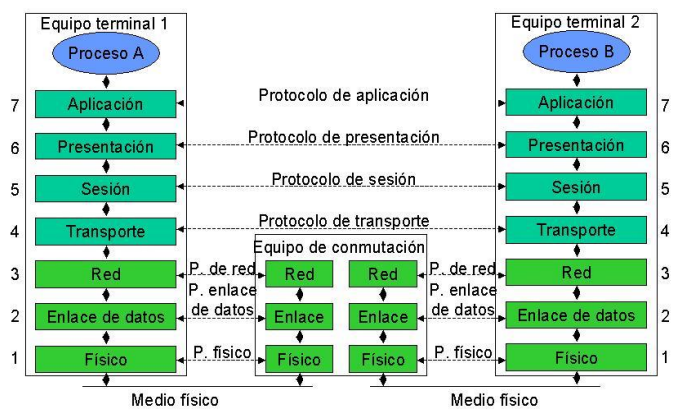 Equipo terminal 1
Equipo terminal 2
Proceso A
Proceso B
7 Aplicación Protocolo de aplicación Aplicación 7
6 Presentación Protocolo de presentación Presentación 6
5 Sesión Protocolo de sesión Sesión 5
4 Transporte Protocolo de transporte Transporte 4
Equipo de conmutación
3 Red P. de red Red Red P. de red Red 3
P. enlace P. enlace
2 Enlace de datos de datos Enlace Enlace de datos Enlace de datos 2
1 Físico P. físico Físico Físico P. físico Físico 1
Medio físico
Medio físico